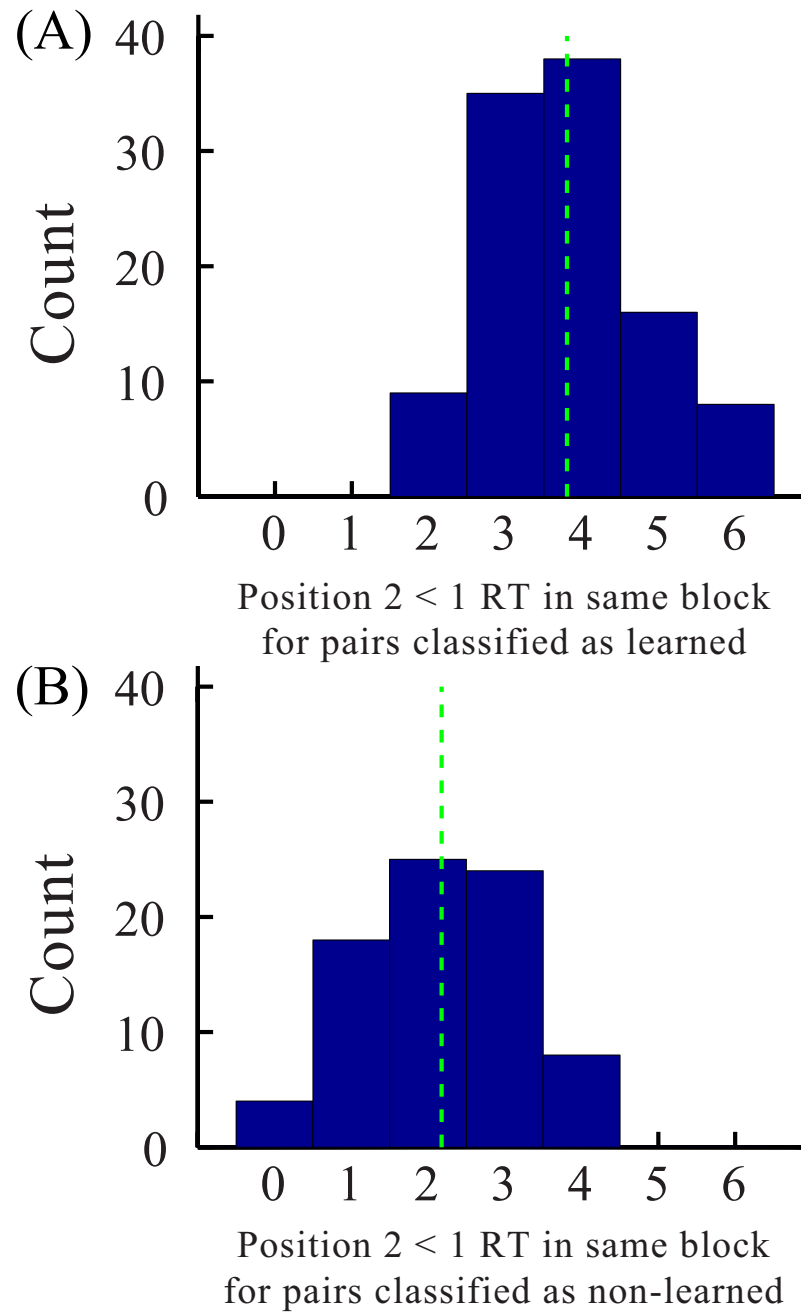 (A)
Count
40
30
20
10
0
0 1 2 3 4 5 6
Position 2 < 1 RT in same block
for pairs classified as learned
(B)
Count
40
30
20
10
0
0 1 2 3 4 5 6
Position 2 < 1 RT in same block
for pairs classified as non-learned